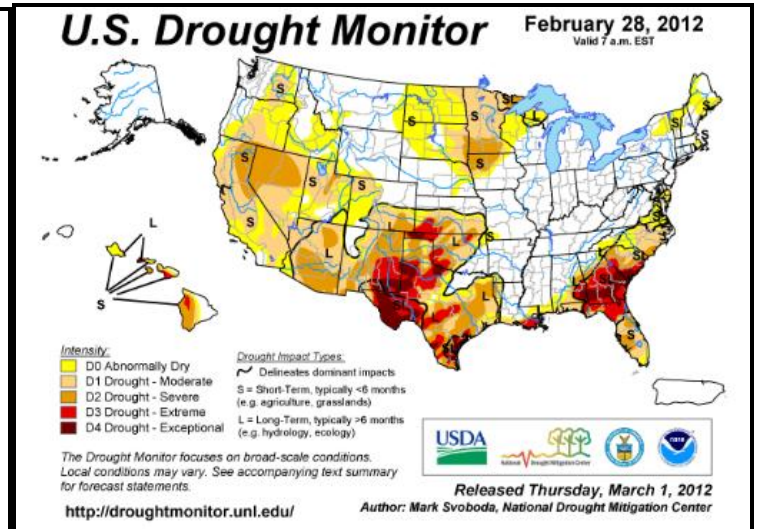 U.S. Drought Monitor
February 28, 2012
Valid 7 a.m. EST
L
S
Intensity:
D0 Abnormally Dry
D1 Drought - Moderate
D2 Drought - Severe
D3 Drought - Extreme
D4 Drought - Exceptional
Drought Impact Types:
Delineates dominant impacts
S = Short-Term, typically <6 months
(e.g. agriculture, grasslands)
L = Long-Term, typically >6 months
(e.g. hydrology, ecology)
USDA
National Drought Mitigation Center
The Drought Monitor focuses on broad-scale conditions.
Local conditions may vary. See accompanying text summary
for forecast statements.
http://droughtmonitor.unl.edu/
Released Thursday, March 1, 2012
Author: Mark Svoboda, National Drought Mitigation Center